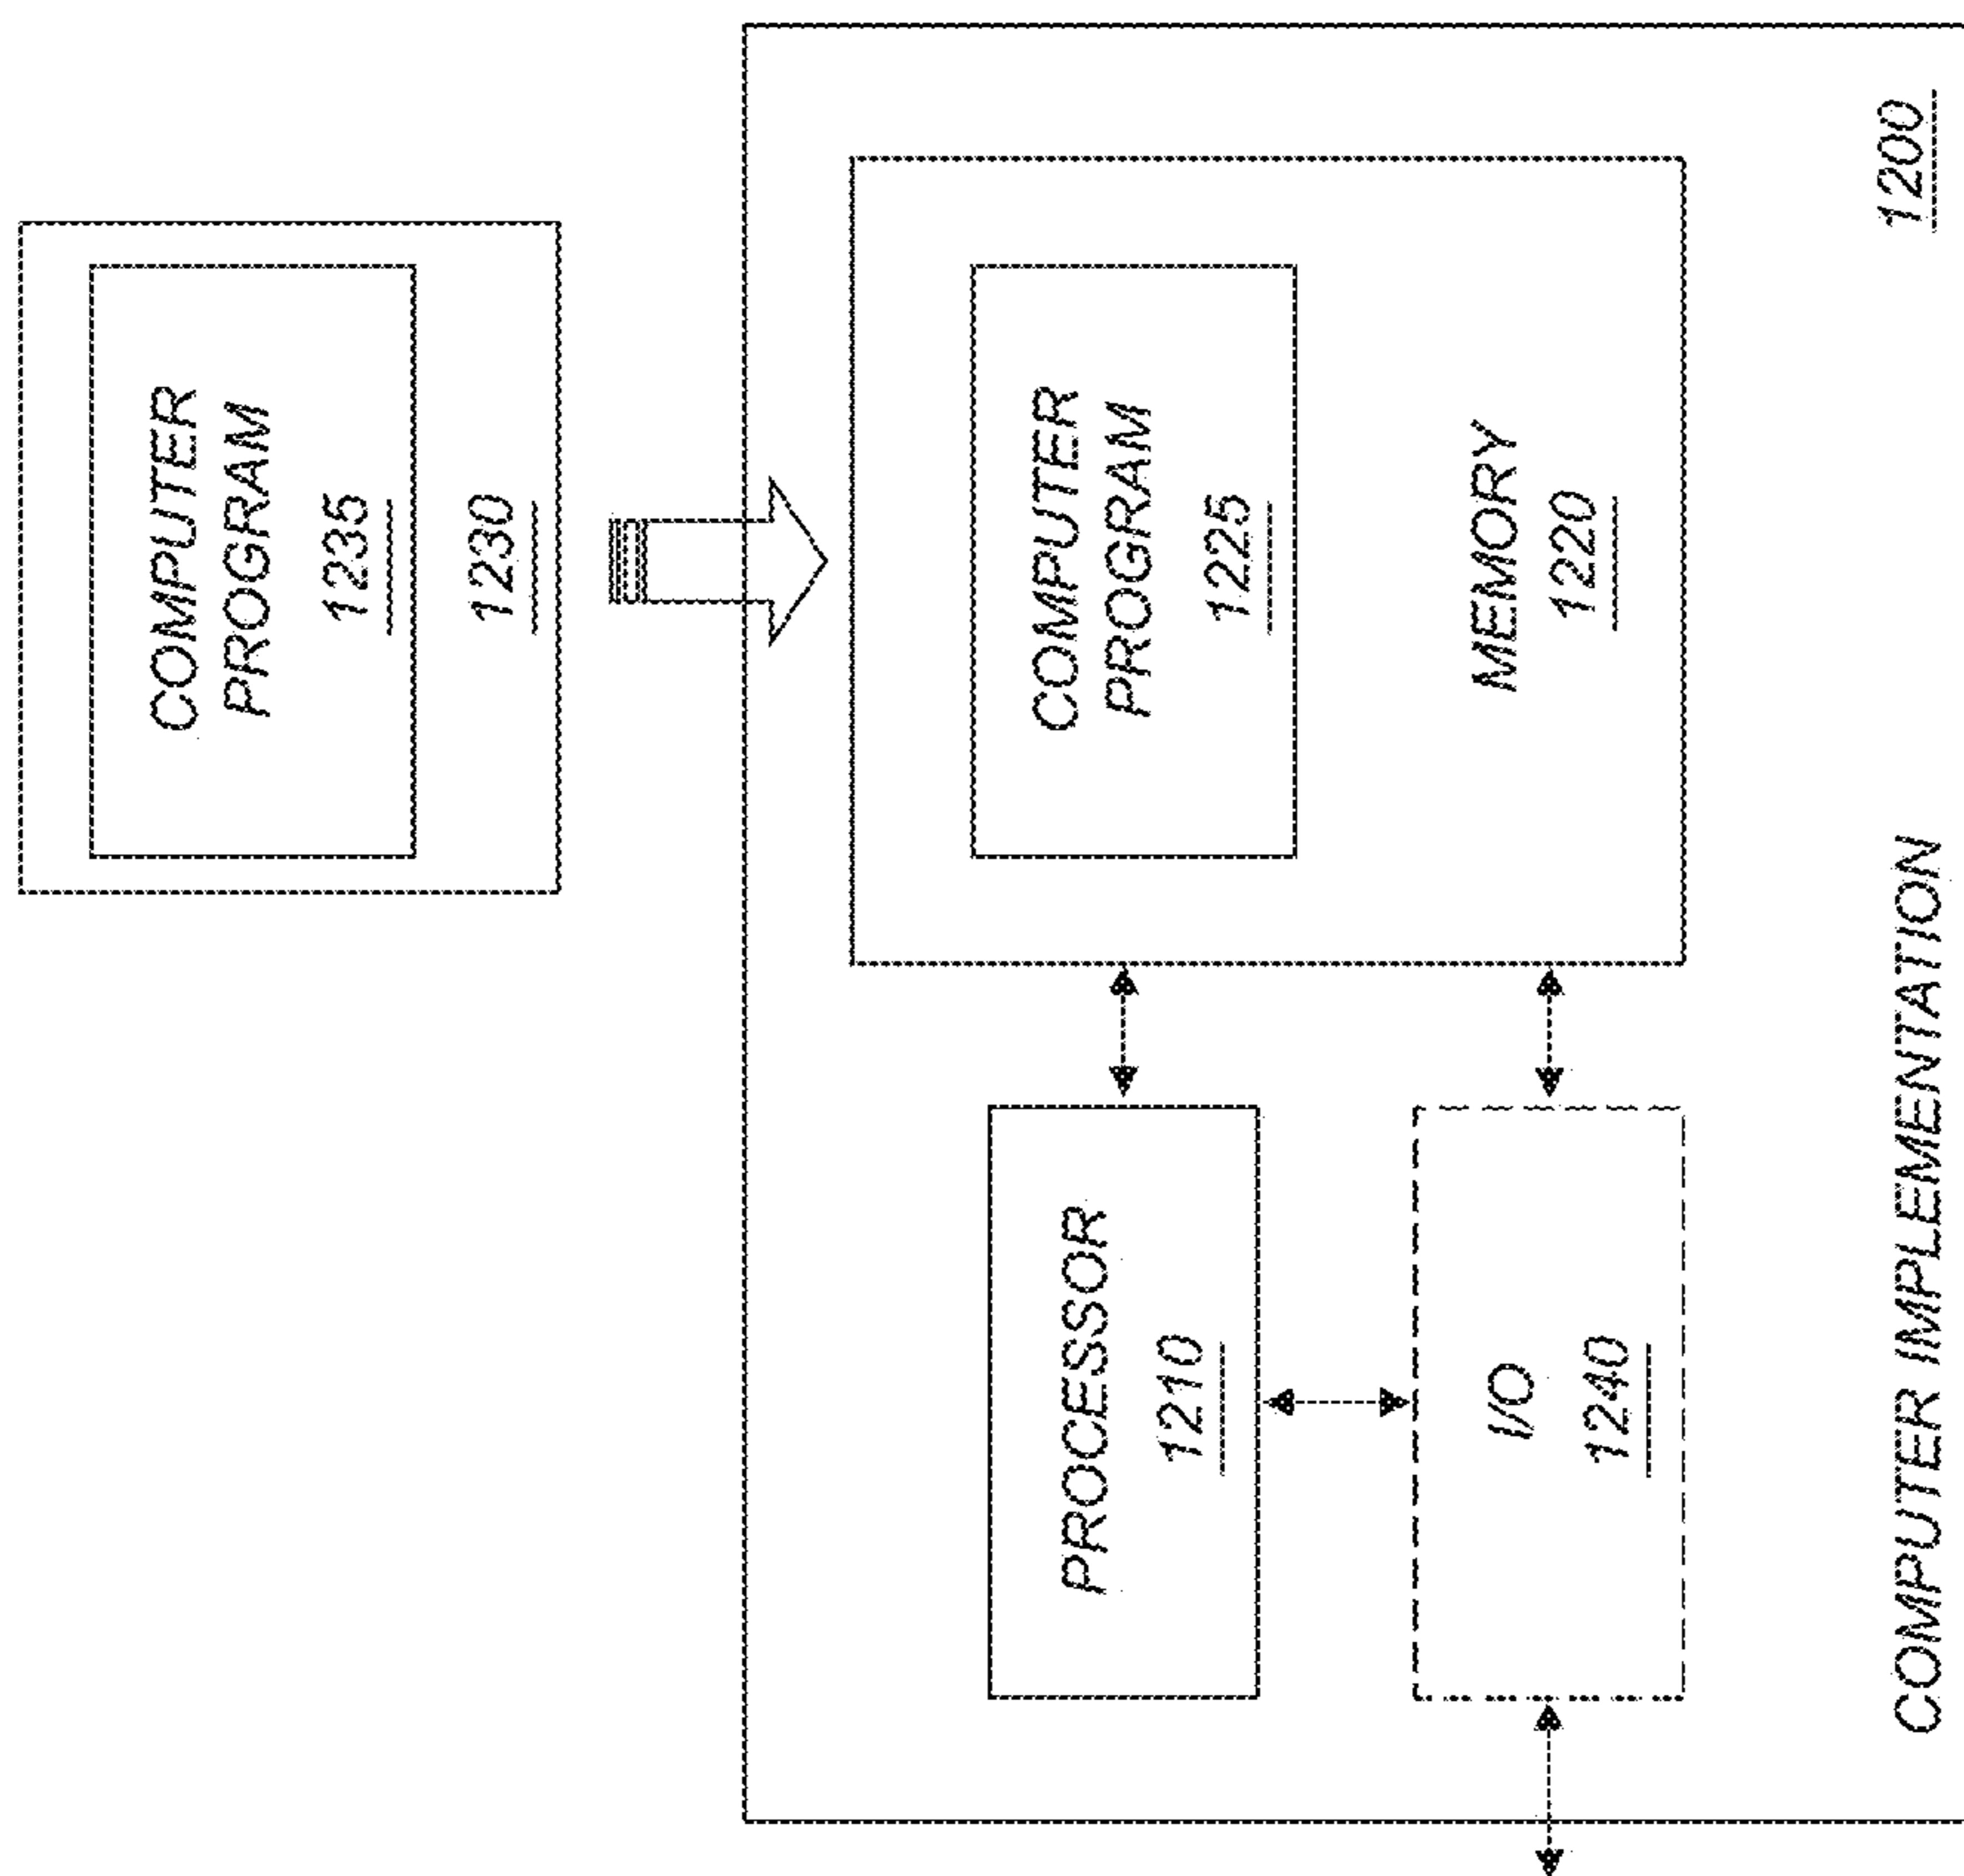 COMPUTER
PROGRAM
1235
1230
COMPUTER
PROGRAM
1225
MEMORY
1220
PROCESSOR
1210
I/O
1240
COMPUTER IMPLEMENTATION
1200